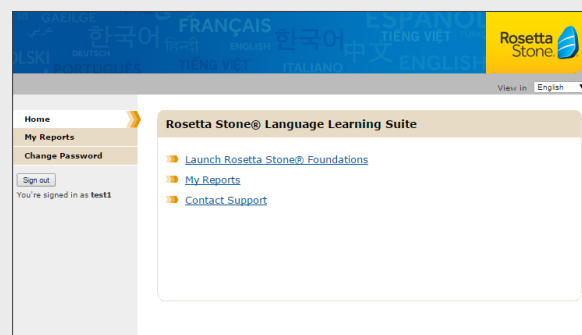 GAEILGE
عربي
한국어
FRANÇAIS
हिन्दी
ENGLISH
한국어
ESPAÑOL
TIẾNG VIỆT
OLSKI
DEUTSCH
PORTUGUÊS
TIẾNG VIỆT
ITALIANO
中文
ENGLISH
Rosetta
Stone
View in English
Home
My Reports
Change Password
Sign out
You're signed in as test1
Rosetta Stone® Language Learning Suite
Launch Rosetta Stone® Foundations
My Reports
Contact Support